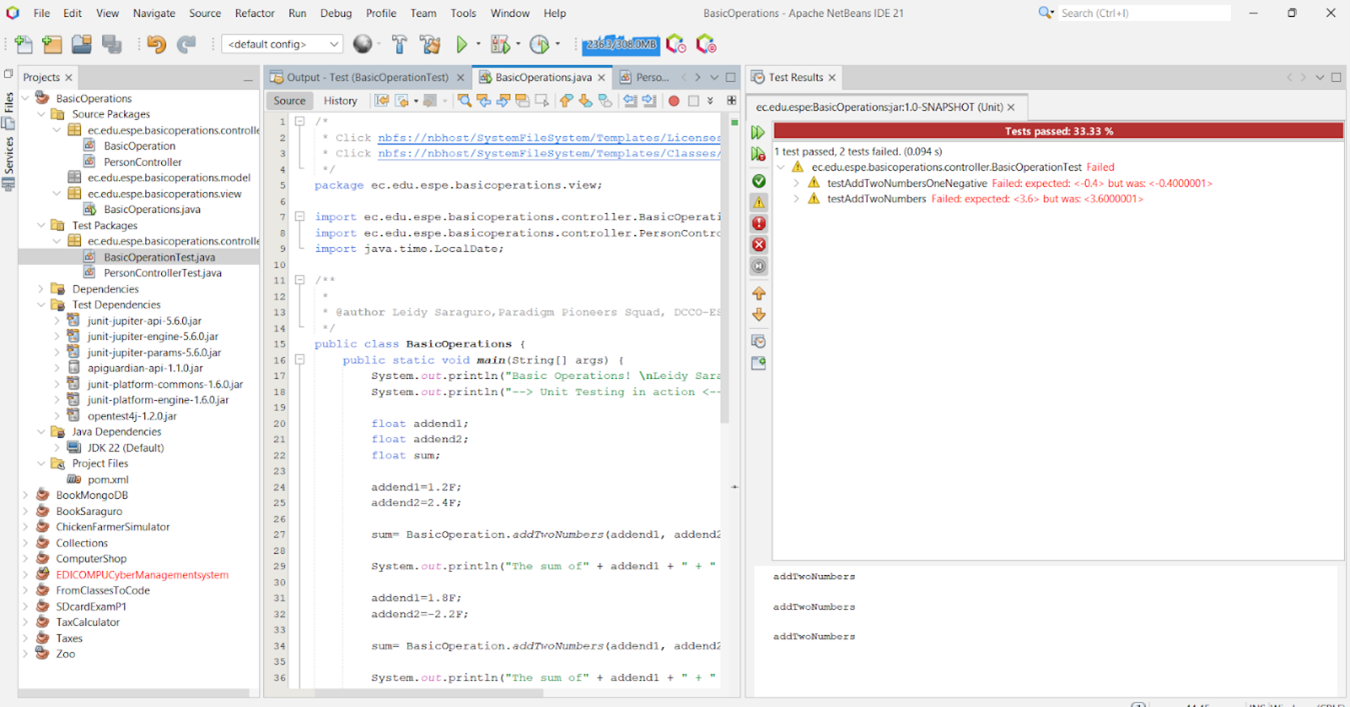 File Edit View Navigate Source Refactor Run Debug Profile Team Tools Window Help
BasicOperations - Apache NetBeans IDE 21
Search (Ctrl+I)
<default config>
236.3/308.0MB
Files
Services
Projects
BasicOperations
Source Packages
ec.edu.espe.basicoperations.controlle
BasicOperation
PersonController
ec.edu.espe.basicoperations.model
ec.edu.espe.basicoperations.view
BasicOperations.java
Test Packages
ec.edu.espe.basicoperations.controlle
BasicOperationTest.java
PersonControllerTest.java
Dependencies
Test Dependencies
junit-jupiter-api-5.6.0.jar
junit-jupiter-engine-5.6.0.jar
junit-jupiter-params-5.6.0.jar
apiguardian-api-1.1.0.jar
junit-platform-commons-1.6.0.jar
junit-platform-engine-1.6.0.jar
opentest4j-1.2.0.jar
Java Dependencies
JDK 22 (Default)
Project Files
pom.xml
BookMongoDB
BookSaraguro
ChickenFarmerSimulator
Collections
ComputerShop
EDICOMPUCyberManagementsystem
FromClassesToCode
SDcardExamP1
TaxCalculator
Taxes
Zoo
Output - Test (BasicOperationTest)
BasicOperations.java
Perso...
Source History
1 /*
2 * Click nbfs://nbhost/SystemFileSystem/Templates/Licenses
3 * Click nbfs://nbhost/SystemFileSystem/Templates/Classes/
4 */
5 package ec.edu.espe.basicoperations.view;
6
7 import ec.edu.espe.basicoperations.controller.BasicOperati
8 import ec.edu.espe.basicoperations.controller.PersonContro
9 import java.time.LocalDate;
10
11 /**
12 *
13 * @author Leidy Saraguro,Paradigm Pioneers Squad, DCCO-ES
14 */
15 public class BasicOperations {
16 public static void main(String[] args) {
17 System.out.println("Basic Operations! \nLeidy Sara
18 System.out.println("--> Unit Testing in action <--
19
20 float addend1;
21 float addend2;
22 float sum;
23
24 addend1=1.2F;
25 addend2=2.4F;
26
27 sum= BasicOperation.addTwoNumbers(addend1, addend2
28
29 System.out.println("The sum of" + addend1 + " + "
30
31 addend1=1.8F;
32 addend2=-2.2F;
33
34 sum= BasicOperation.addTwoNumbers(addend1, addend2
35
36 System.out.println("The sum of" + addend1 + " + "
Test Results
ec.edu.espe:BasicOperations:jar:1.0-SNAPSHOT (Unit)
Tests passed: 33.33 %
1 test passed, 2 tests failed. (0.094 s)
ec.edu.espe.basicoperations.controller.BasicOperationTest Failed
testAddTwoNumbersOneNegative Failed: expected: <-0.4> but was: <-0.4000001>
testAddTwoNumbers Failed: expected: <3.6> but was: <3.6000001>
addTwoNumbers
addTwoNumbers
addTwoNumbers